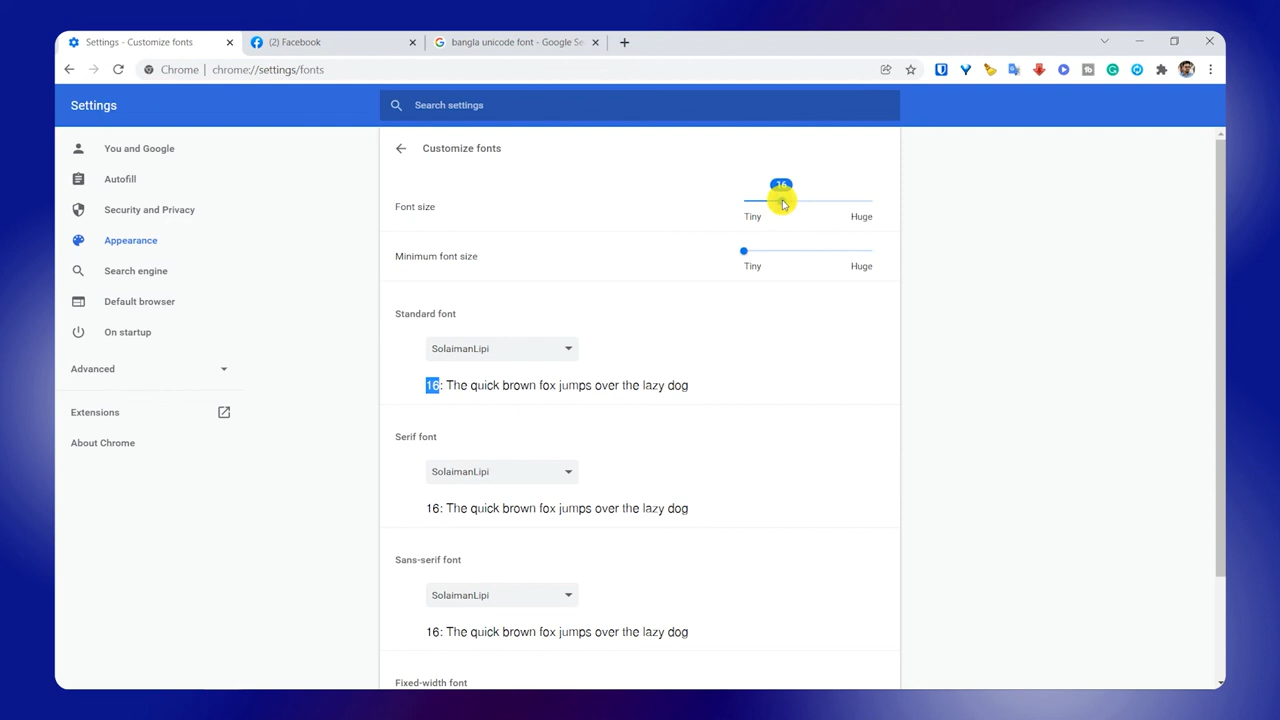 Settings - Customize fonts
(2) Facebook
bangla unicode font - Google Se
Chrome | chrome://settings/fonts
Settings
Search settings
You and Google
Autofill
Security and Privacy
Appearance
Search engine
Default browser
On startup
Advanced
Extensions
About Chrome
Customize fonts
16
Font size
Tiny Huge
Minimum font size
Tiny Huge
Standard font
SolaimanLipi
16: The quick brown fox jumps over the lazy dog
Serif font
SolaimanLipi
16: The quick brown fox jumps over the lazy dog
Sans-serif font
SolaimanLipi
16: The quick brown fox jumps over the lazy dog
Fixed-width font